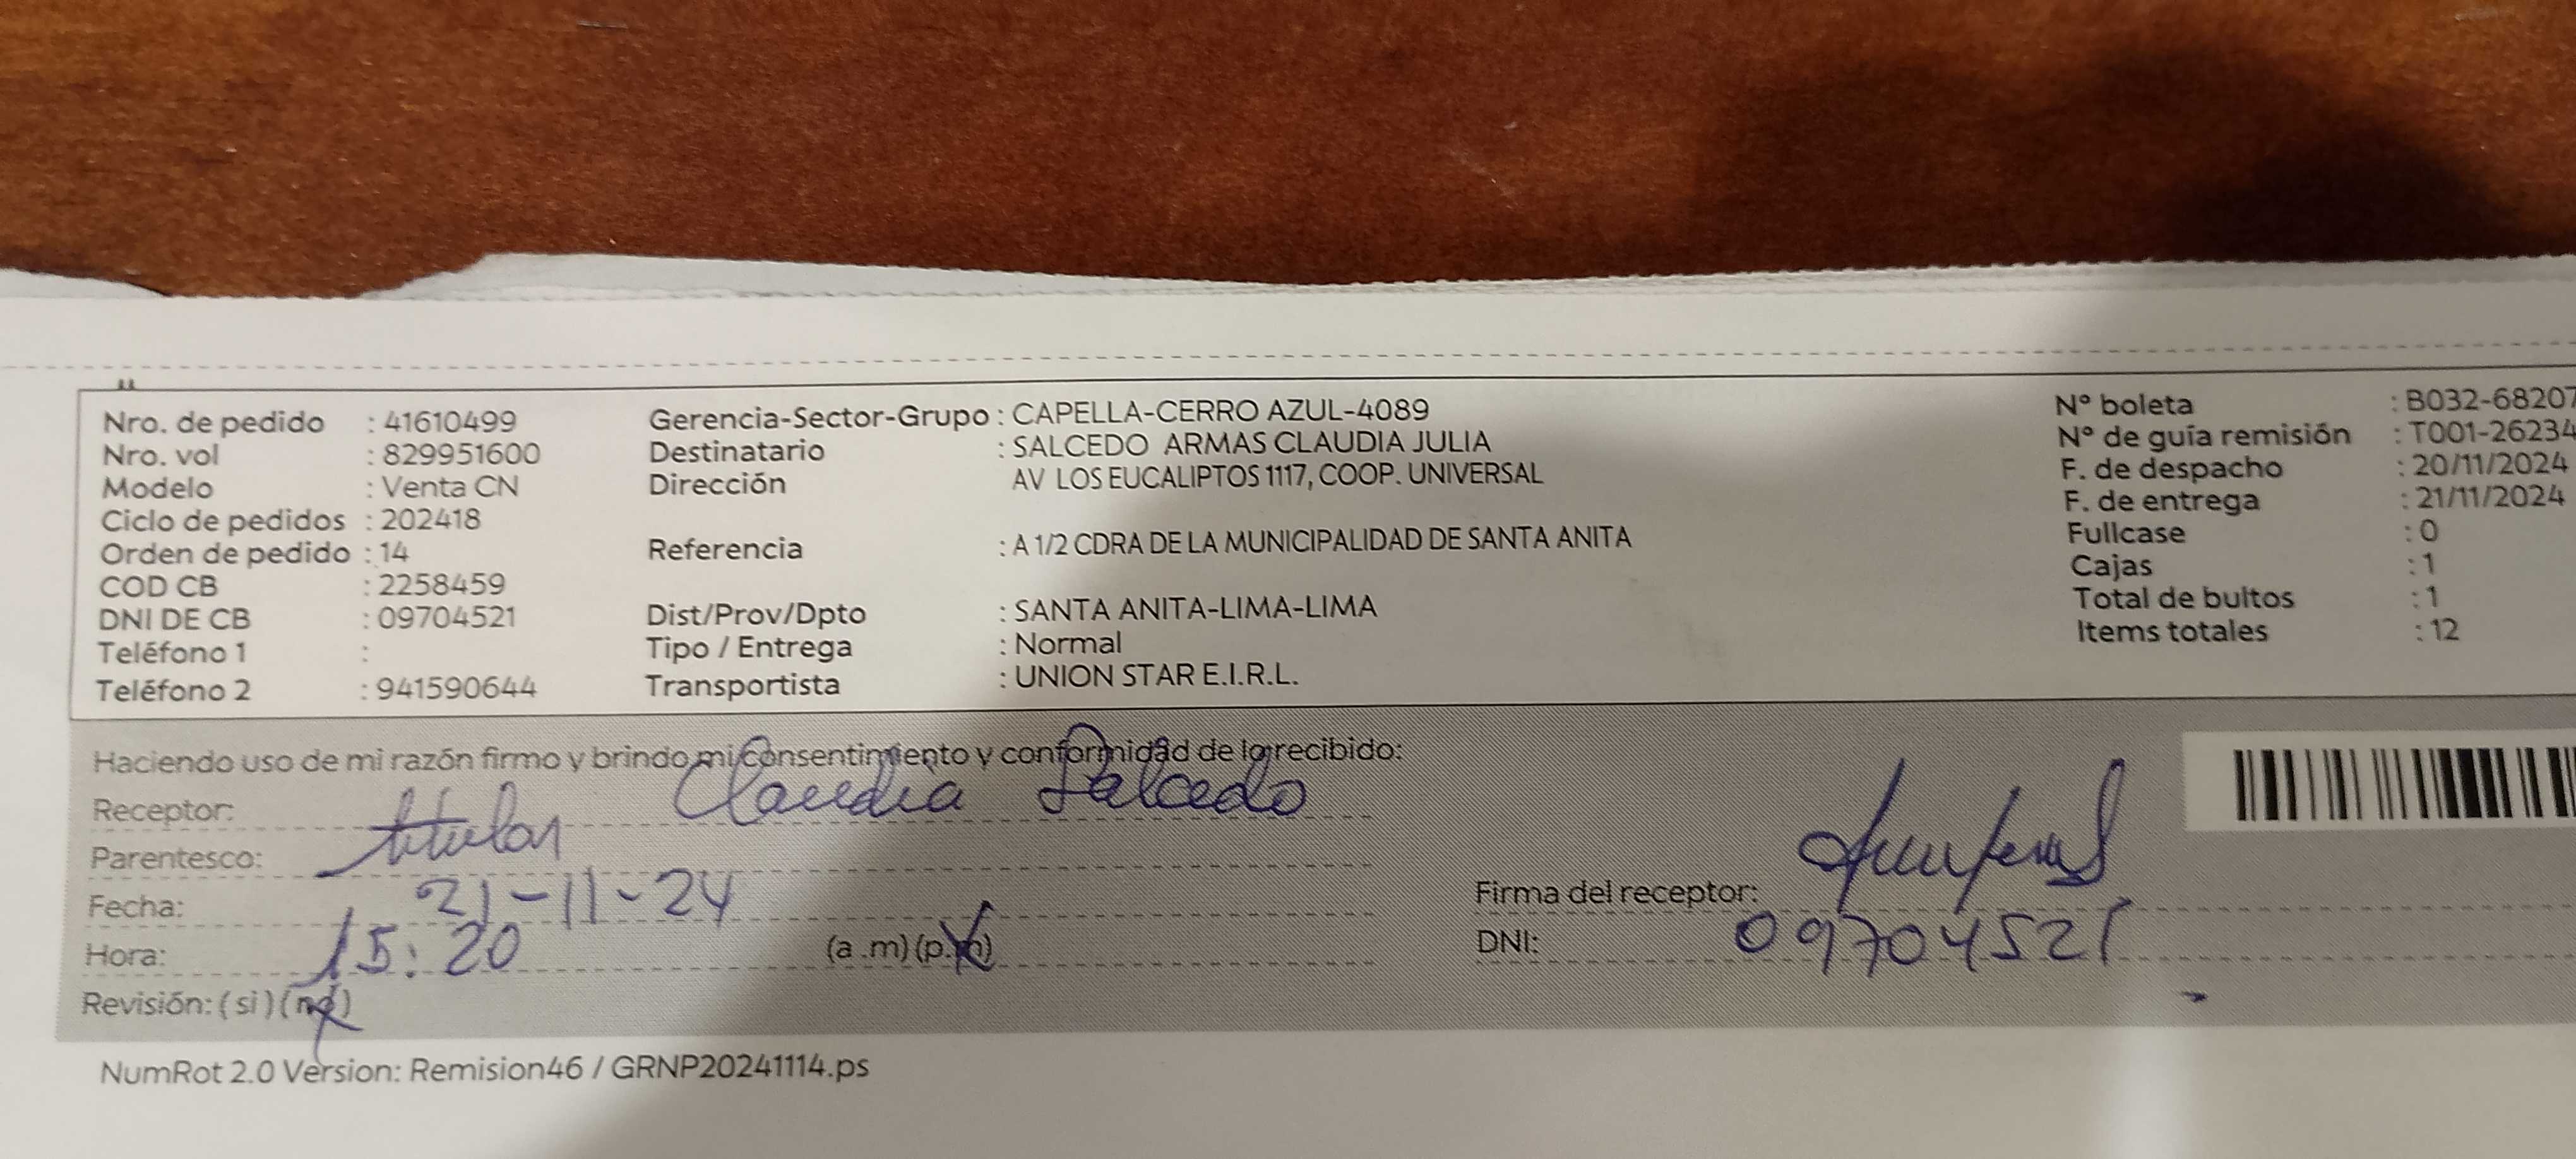 Nro. de pedido : 41610499 Gerencia-Sector-Grupo : CAPELLA-CERRO AZUL-4089 N° boleta : B032-68207
Nro. vol : 829951600 Destinatario : SALCEDO ARMAS CLAUDIA JULIA N° de guía remisión : T001-26234
Modelo : Venta CN Dirección AV LOS EUCALIPTOS 1117, COOP. UNIVERSAL F. de despacho : 20/11/2024
Ciclo de pedidos : 202418 F. de entrega : 21/11/2024
Orden de pedido : 14 Referencia : A 1/2 CDRA DE LA MUNICIPALIDAD DE SANTA ANITA Fullcase : 0
COD CB : 2258459 Cajas : 1
DNI DE CB : 09704521 Dist/Prov/Dpto : SANTA ANITA-LIMA-LIMA Total de bultos : 1
Teléfono 1 : Tipo / Entrega : Normal Items totales : 12
Teléfono 2 : 941590644 Transportista : UNION STAR E.I.R.L.
Haciendo uso de mi razón firmo y brindo mi consentimiento y conformidad de lo recibido:
Receptor: Claudia Salcedo
Parentesco: titular
Fecha: 21-11-24 Firma del receptor:
Hora: 15:20 (a .m) (p.m) DNI: 09704521
Revisión: ( si ) ( no )
NumRot 2.0 Version: Remision46 / GRNP20241114.ps